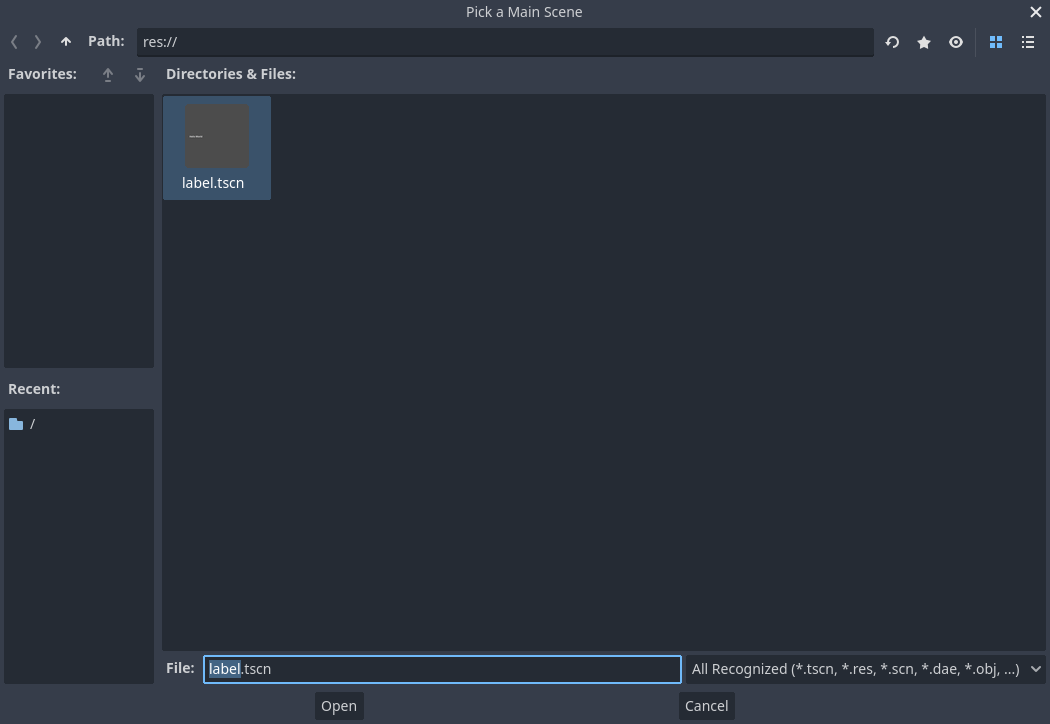 Pick a Main Scene
Path: res://
Favorites:
Directories & Files:
label.tscn
Recent:
/
File: label.tscn All Recognized (*.tscn, *.res, *.scn, *.dae, *.obj, ...)
Open Cancel